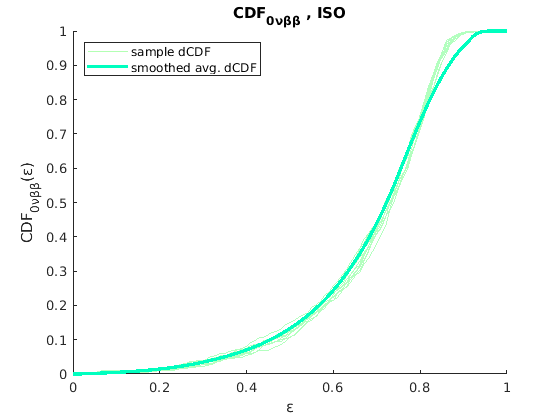 CDF0νββ , ISO
sample dCDF
smoothed avg. dCDF
CDF0νββ(ε)
1
0.9
0.8
0.7
0.6
0.5
0.4
0.3
0.2
0.1
0
0 0.2 0.4 0.6 0.8 1
ε